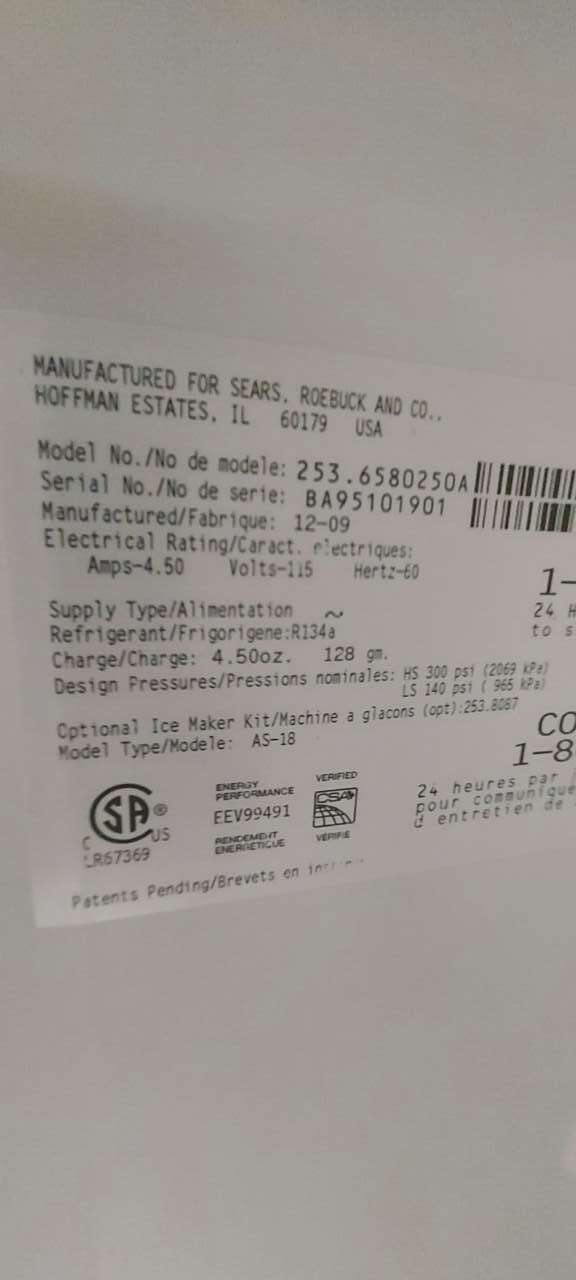 MANUFACTURED FOR SEARS, ROEBUCK AND CO.,
HOFFMAN ESTATES, IL 60179 USA
Model No./No de modele: 253.6580250A
Serial No./No de serie: BA95101901
Manufactured/Fabrique: 12-09
Electrical Rating/Caract. electriques:
Amps-4.50 Volts-115 Hertz-60
1-
24 H
to s
Supply Type/Alimentation ~
Refrigerant/Frigorigene:R134a
Charge/Charge: 4.50oz. 128 gm.
Design Pressures/Pressions nominales: HS 300 psi (2069 kPa)
LS 140 psi ( 965 kPa)
Optional Ice Maker Kit/Machine a glacons (opt):253.8067
Model Type/Modele: AS-18
CO
1-8
24 heures par
pour communique
d'entretien de
SA®
C US
LR67369
ENERGY
PERFORMANCE
EEV99491
RENDEMENT
ENERGETIQUE
VERIFIED
CSA
VERIFIE
Patents Pending/Brevets en